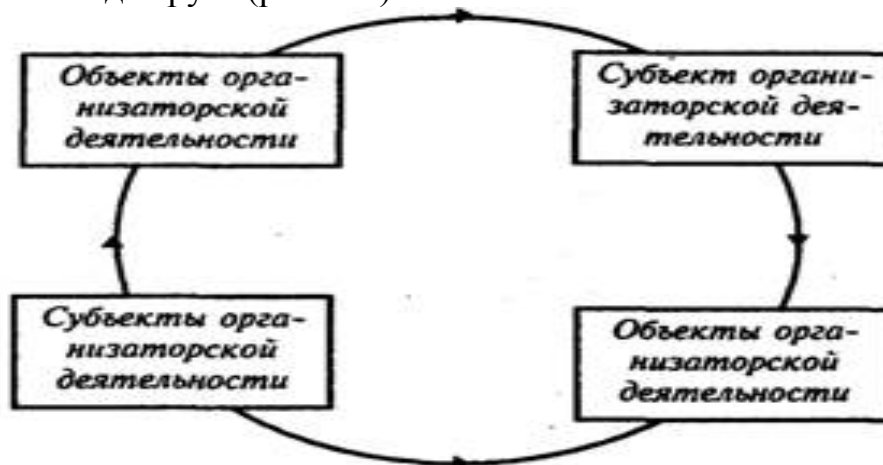 Объекты орга-
низаторской
деятельности
Субъект органи-
заторской дея-
тельности
Субъекты орга-
низаторской
деятельности
Объекты орга-
низаторской
деятельности